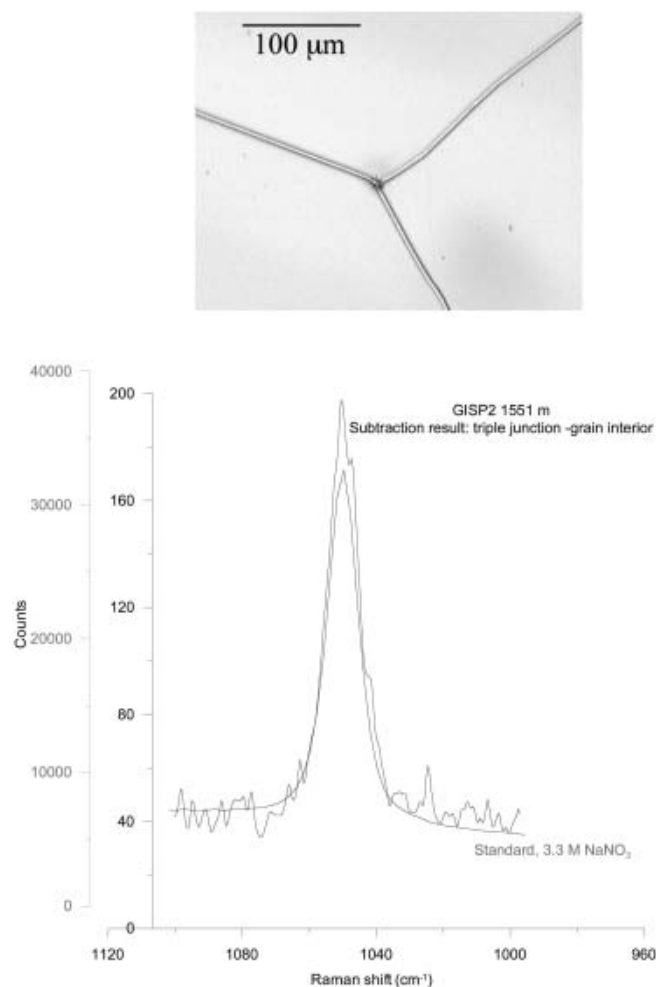 100 μm
40000
30000
20000
10000
0
Counts
200
160
120
80
40
0
GISP2 1551 m
Subtraction result: triple junction -grain interior
Standard, 3.3 M NaNO₃
1120
1080
1040
1000
960
Raman shift (cm⁻¹)